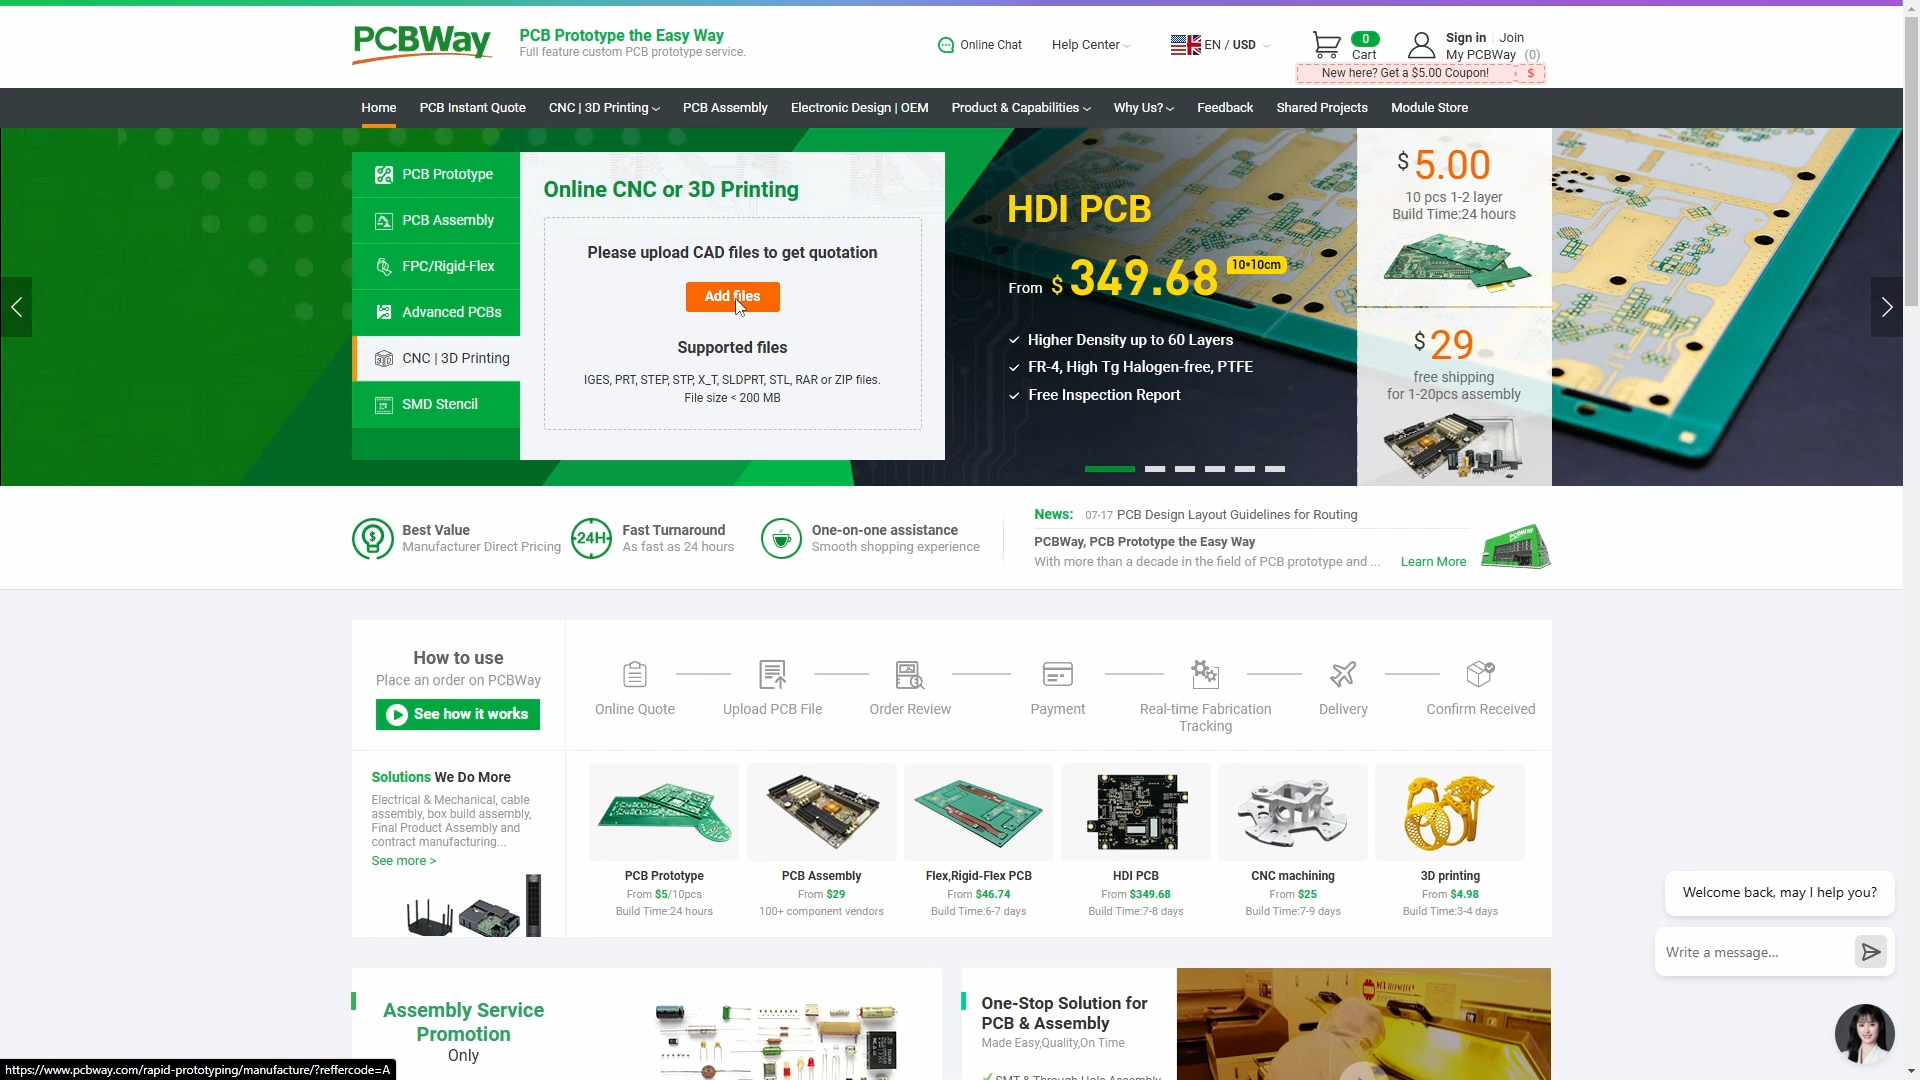 PCBWay
PCB Prototype the Easy Way
Full feature custom PCB prototype service.
Online Chat
Help Center
EN / USD
0
Cart
Sign in
Join
My PCBWay (0)
New here? Get a $5.00 Coupon!
$
Home
PCB Instant Quote
CNC | 3D Printing
PCB Assembly
Electronic Design | OEM
Product & Capabilities
Why Us?
Feedback
Shared Projects
Module Store
PCB Prototype
PCB Assembly
FPC/Rigid-Flex
Advanced PCBs
CNC | 3D Printing
SMD Stencil
Online CNC or 3D Printing
Please upload CAD files to get quotation
Add files
Supported files
IGES, PRT, STEP, STP, X_T, SLDPRT, STL, RAR or ZIP files.
File size < 200 MB
HDI PCB
From $ 349.68
10*10cm
Higher Density up to 60 Layers
FR-4, High Tg Halogen-free, PTFE
Free Inspection Report
$ 5.00
10 pcs 1-2 layer
Build Time:24 hours
$ 29
free shipping
for 1-20pcs assembly
Best Value
Manufacturer Direct Pricing
24H
Fast Turnaround
As fast as 24 hours
One-on-one assistance
Smooth shopping experience
News: 07-17 PCB Design Layout Guidelines for Routing
PCBWay, PCB Prototype the Easy Way
With more than a decade in the field of PCB prototype and ...
Learn More
How to use
Place an order on PCBWay
See how it works
Online Quote
Upload PCB File
Order Review
Payment
Real-time Fabrication
Tracking
Delivery
Confirm Received
Solutions We Do More
Electrical & Mechanical, cable
assembly, box build assembly,
Final Product Assembly and
contract manufacturing...
See more >
PCB Prototype
From $5/10pcs
Build Time:24 hours
PCB Assembly
From $29
100+ component vendors
Flex,Rigid-Flex PCB
From $46.74
Build Time:6-7 days
HDI PCB
From $349.68
Build Time:7-8 days
CNC machining
From $25
Build Time:7-9 days
3D printing
From $4.98
Build Time:3-4 days
Welcome back, may I help you?
Write a message...
Assembly Service
Promotion
Only
One-Stop Solution for
PCB & Assembly
Made Easy,Quality,On Time
SMT & Through Hole Assembly
https://www.pcbway.com/rapid-prototyping/manufacture/?reffercode=A